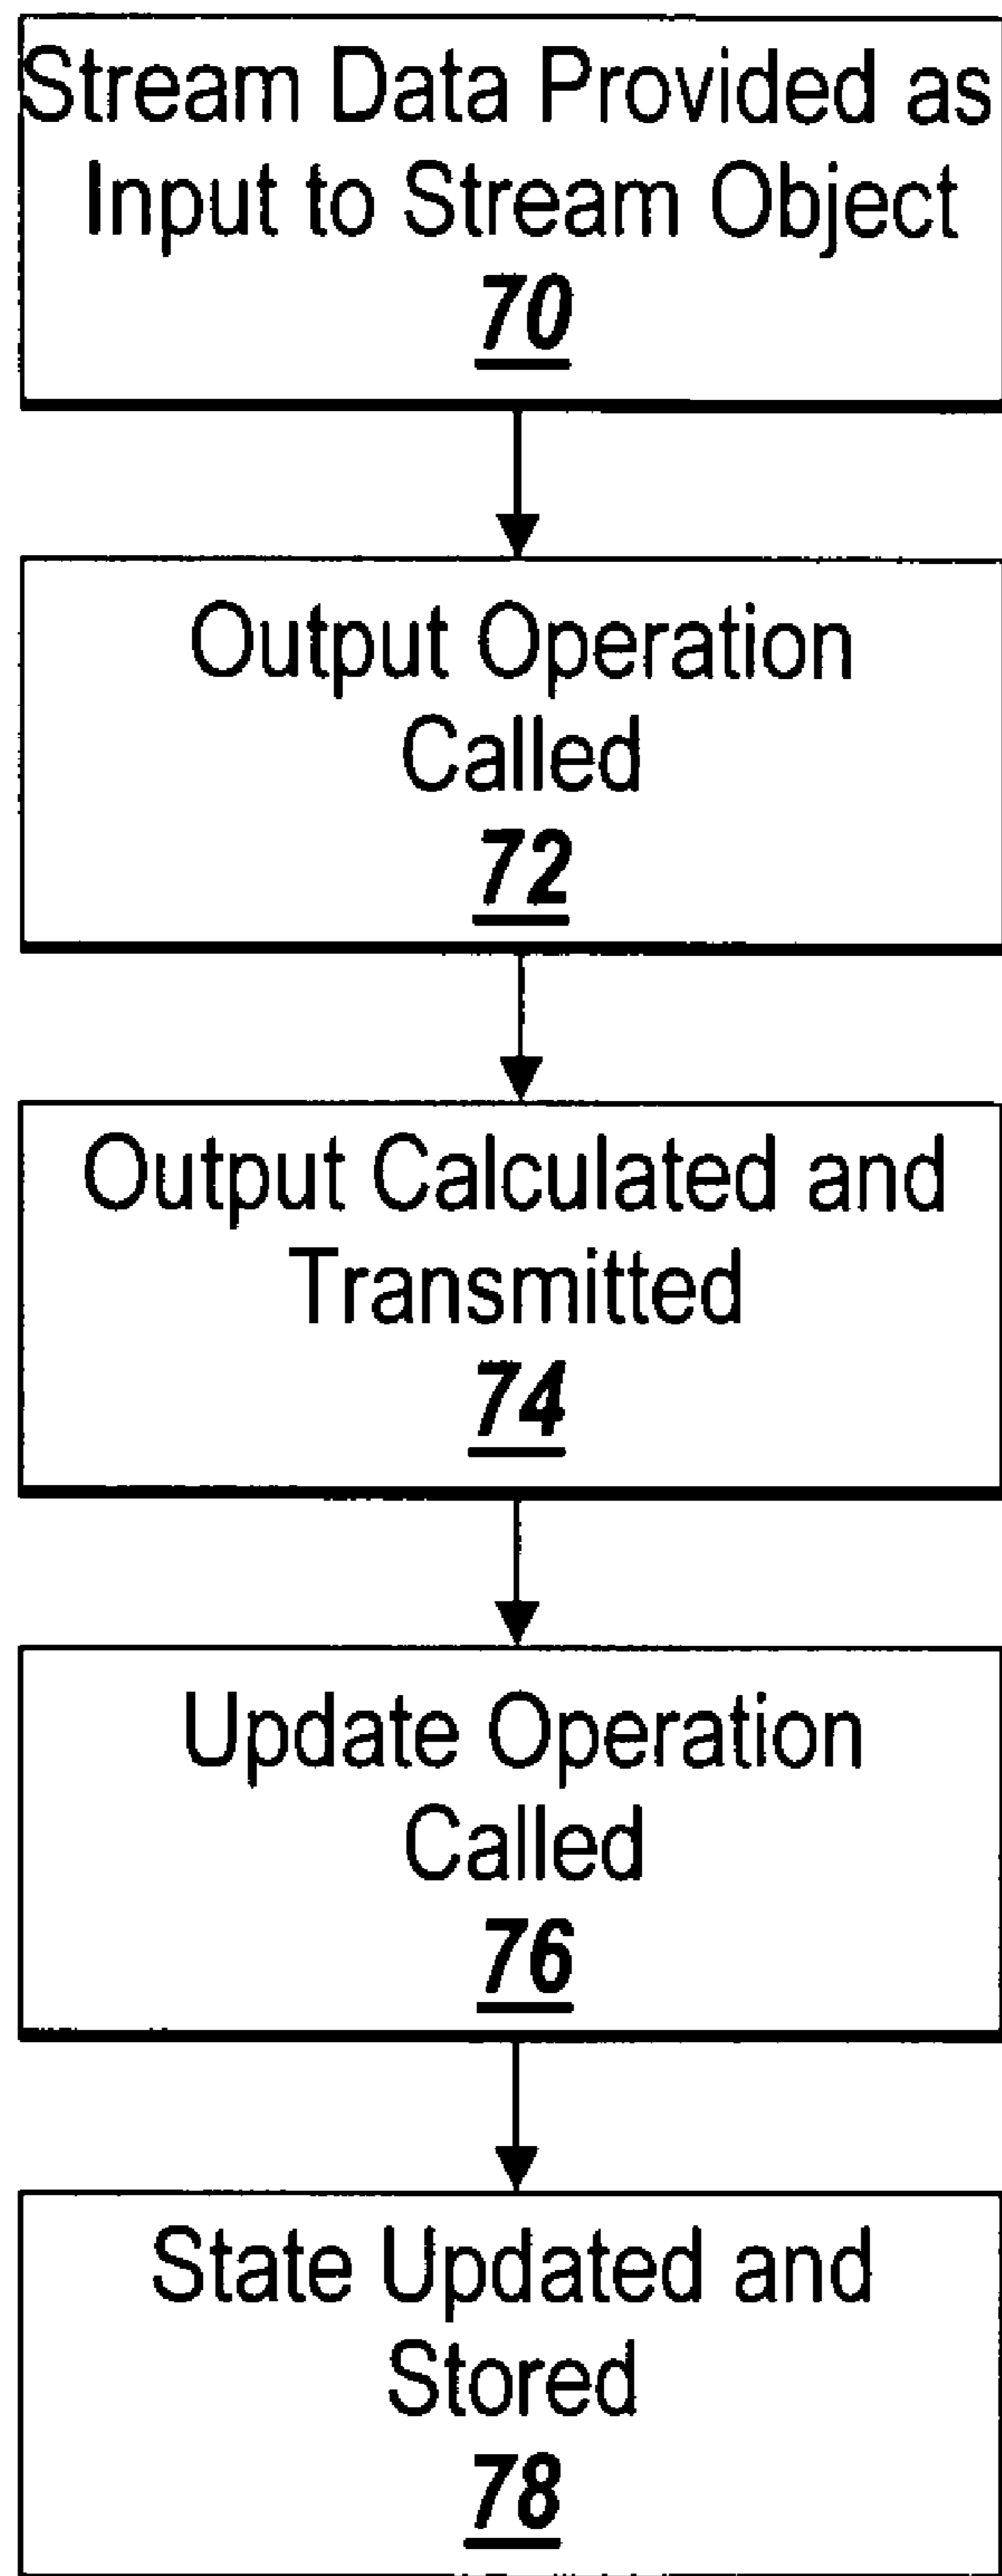 Stream Data Provided as
Input to Stream Object
70
Output Operation
Called
72
Output Calculated and
Transmitted
74
Update Operation
Called
76
State Updated and
Stored
78